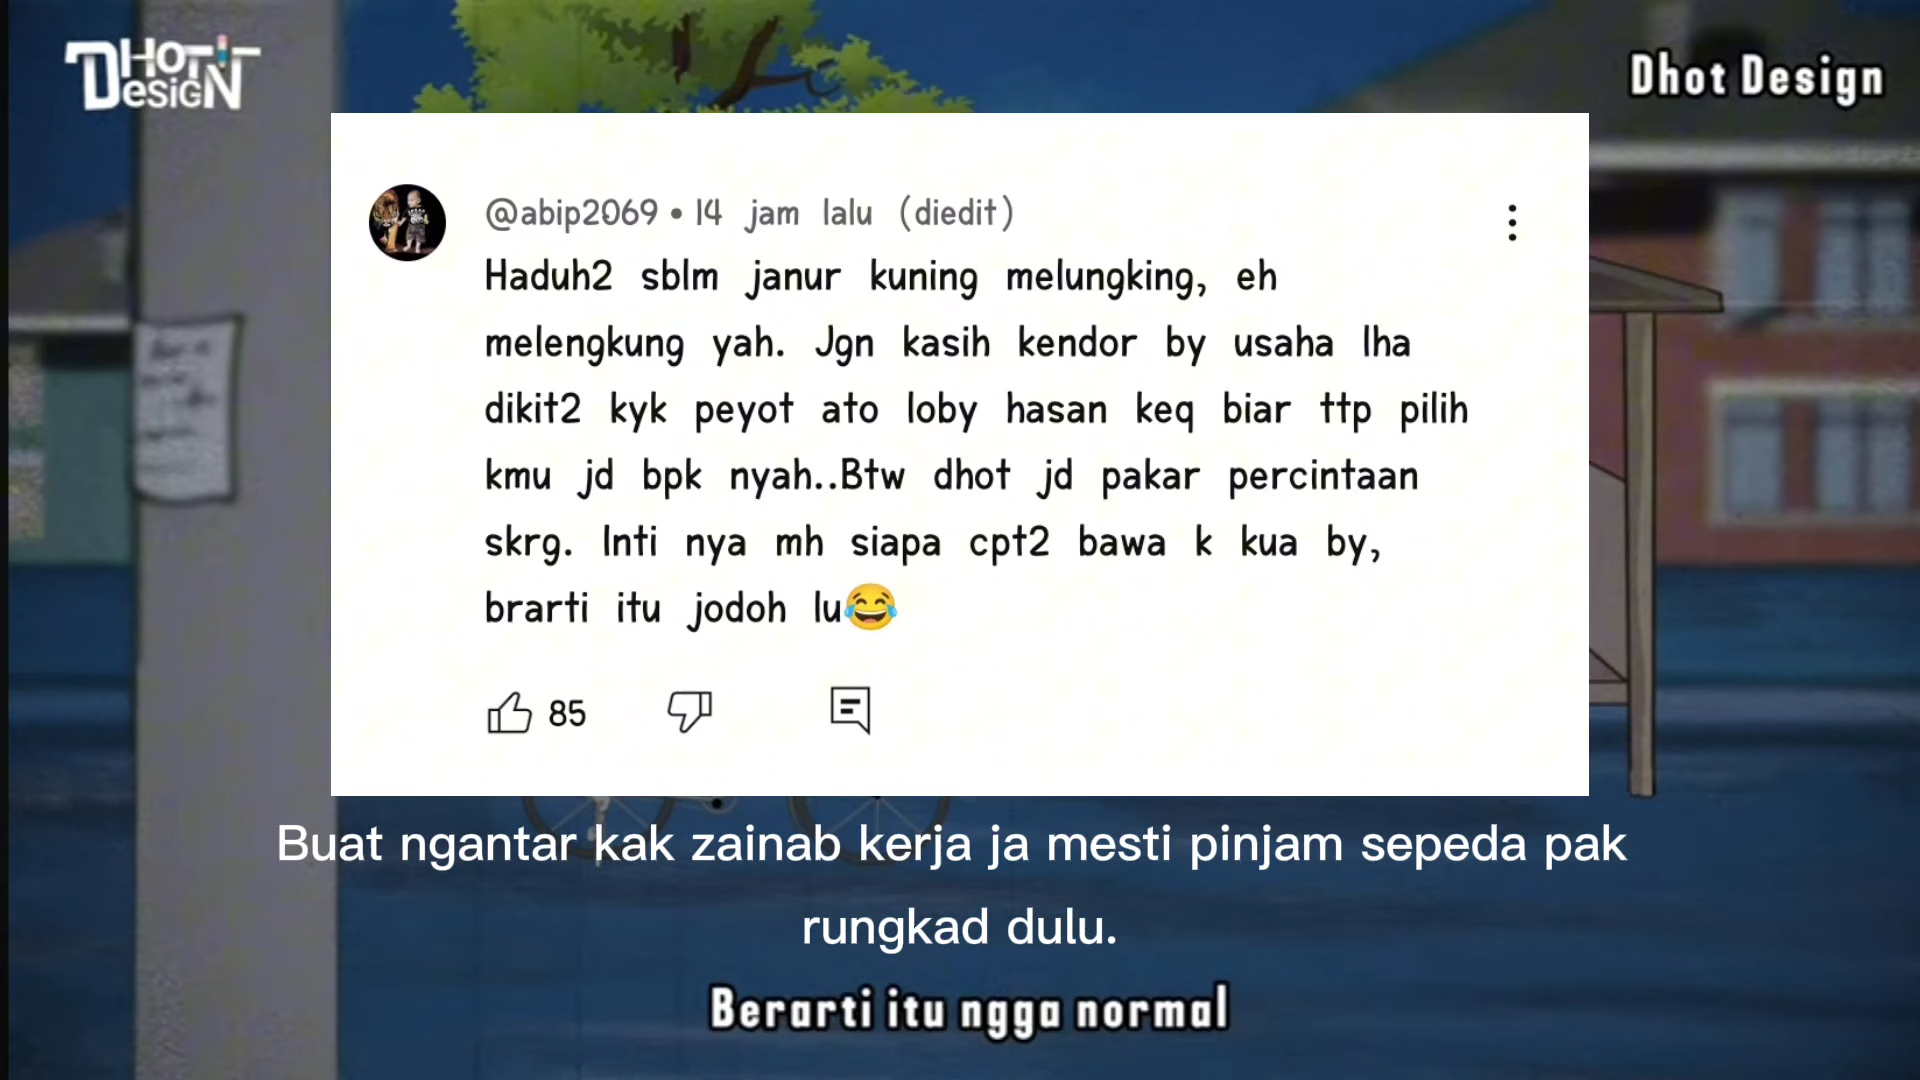 DHOT DESIGN
Dhot Design
@abip2069 • 14 jam lalu (diedit)
Haduh2 sblm janur kuning melungking, eh
melengkung yah. Jgn kasih kendor by usaha lha
dikit2 kyk peyot ato loby hasan keq biar ttp pilih
kmu jd bpk nyah..Btw dhot jd pakar percintaan
skrg. Inti nya mh siapa cpt2 bawa k kua by,
brarti itu jodoh lu😂
85
Buat ngantar kak zainab kerja ja mesti pinjam sepeda pak
rungkad dulu.
Berarti itu ngga normal